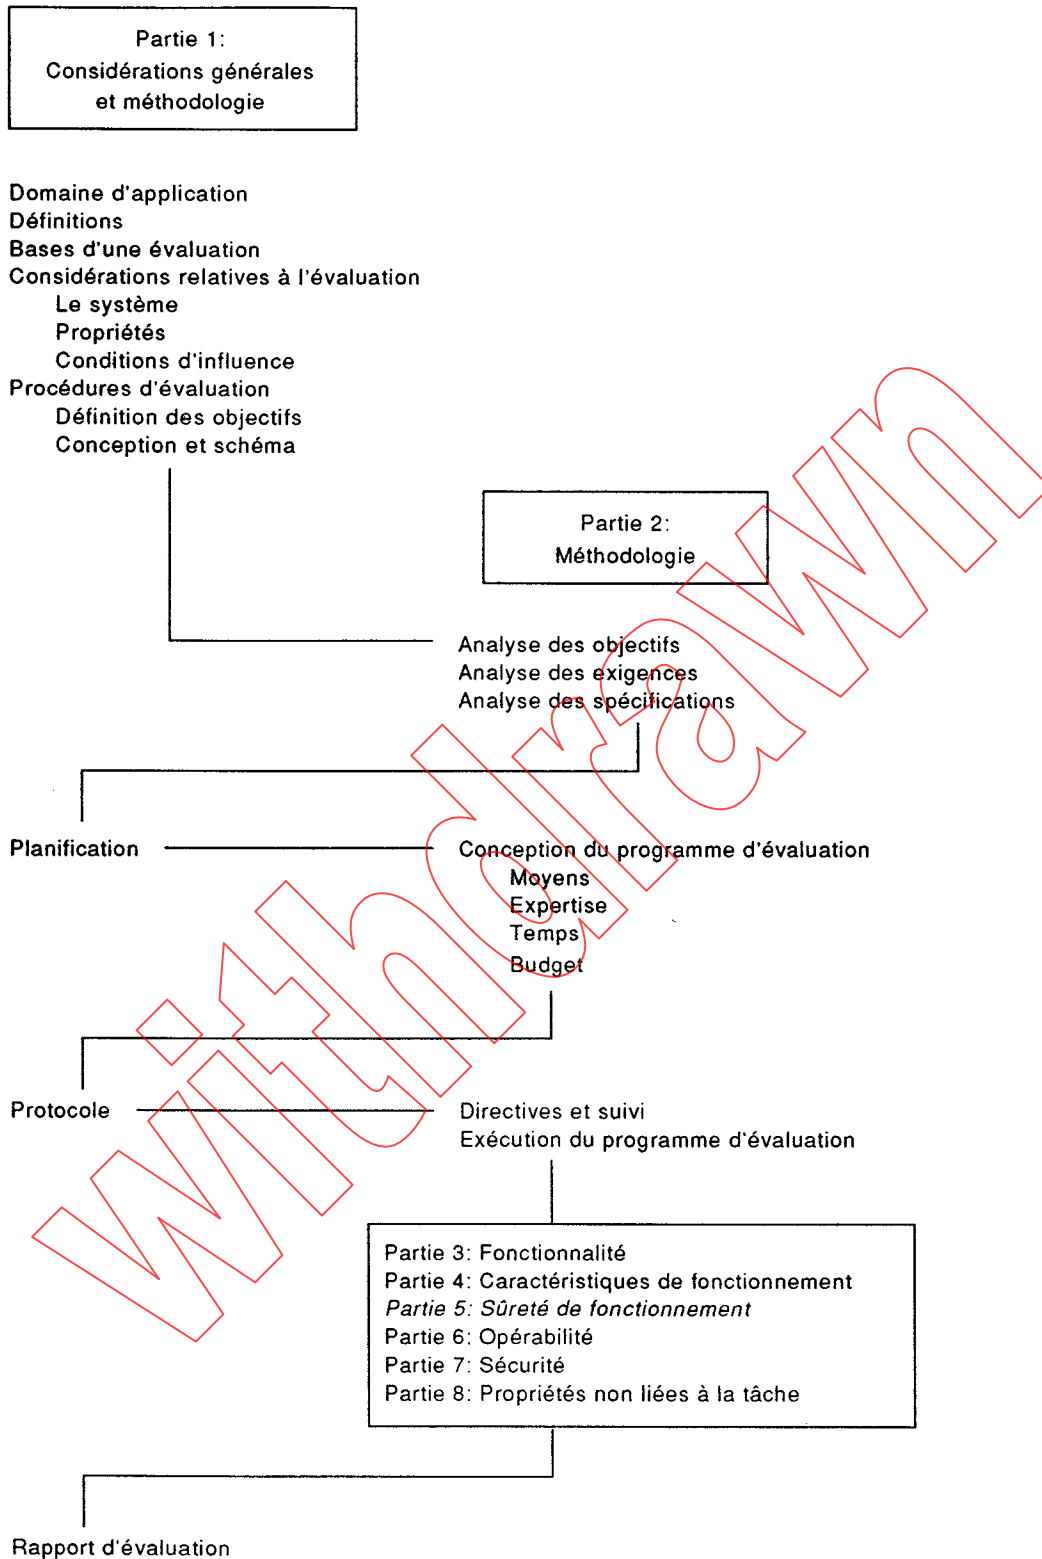 Partie 1:
Considérations générales
et méthodologie
Domaine d'application
Définitions
Bases d'une évaluation
Considérations relatives à l'évaluation
Le système
Propriétés
Conditions d'influence
Procédures d'évaluation
Définition des objectifs
Conception et schéma
Partie 2:
Méthodologie
Analyse des objectifs
Analyse des exigences
Analyse des spécifications
Planification
Conception du programme d'évaluation
Moyens
Expertise
Temps
Budget
Protocole
Directives et suivi
Exécution du programme d'évaluation
Partie 3: Fonctionnalité
Partie 4: Caractéristiques de fonctionnement
Partie 5: Sûreté de fonctionnement
Partie 6: Opérabilité
Partie 7: Sécurité
Partie 8: Propriétés non liées à la tâche
Rapport d'évaluation
withdrawn